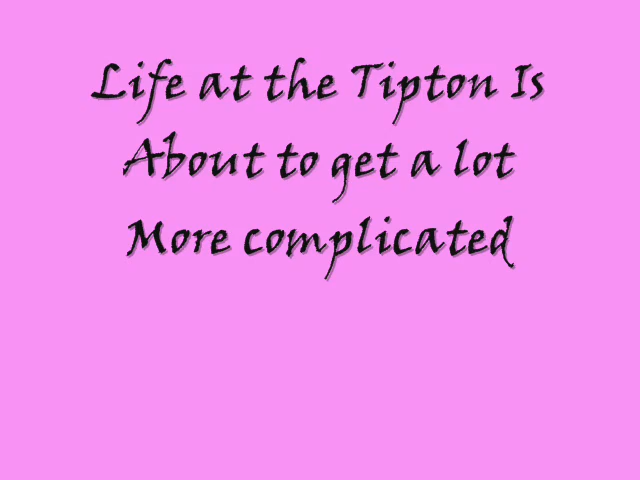 Life at the Tipton Is
About to get a lot
More complicated